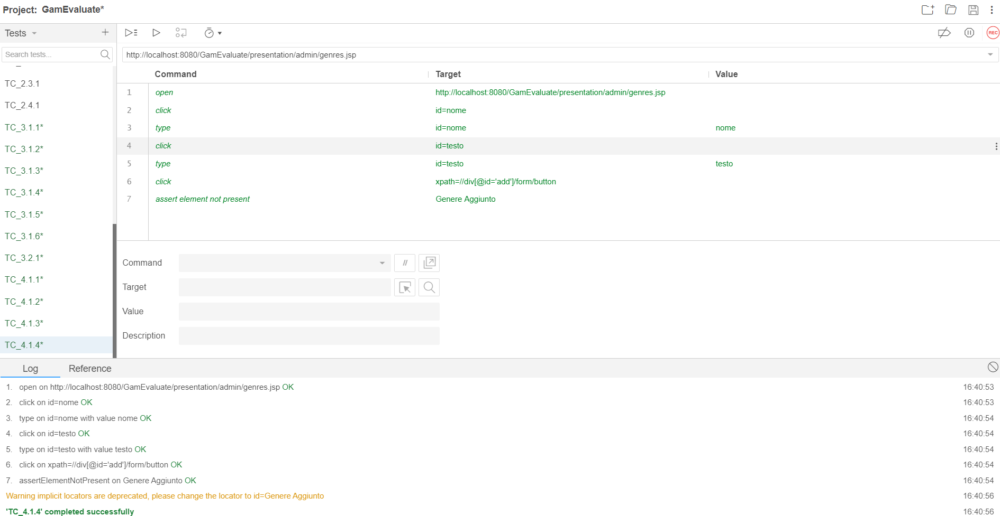 Project: GamEvaluate*
Tests
Search tests...
TC_2.3.1
TC_2.4.1
TC_3.1.1*
TC_3.1.2*
TC_3.1.3*
TC_3.1.4*
TC_3.1.5*
TC_3.1.6*
TC_3.2.1*
TC_4.1.1*
TC_4.1.2*
TC_4.1.3*
TC_4.1.4*
REC
http://localhost:8080/GamEvaluate/presentation/admin/genres.jsp
Command Target Value
1 open http://localhost:8080/GamEvaluate/presentation/admin/genres.jsp
2 click id=nome
3 type id=nome nome
4 click id=testo
5 type id=testo testo
6 click xpath=//div[@id='add']/form/button
7 assert element not present Genere Aggiunto
Command //
Target
Value
Description
Log Reference
1. open on http://localhost:8080/GamEvaluate/presentation/admin/genres.jsp OK 16:40:53
2. click on id=nome OK 16:40:53
3. type on id=nome with value nome OK 16:40:54
4. click on id=testo OK 16:40:54
5. type on id=testo with value testo OK 16:40:54
6. click on xpath=//div[@id='add']/form/button OK 16:40:54
7. assertElementNotPresent on Genere Aggiunto OK 16:40:54
Warning implicit locators are deprecated, please change the locator to id=Genere Aggiunto 16:40:56
'TC_4.1.4' completed successfully 16:40:56